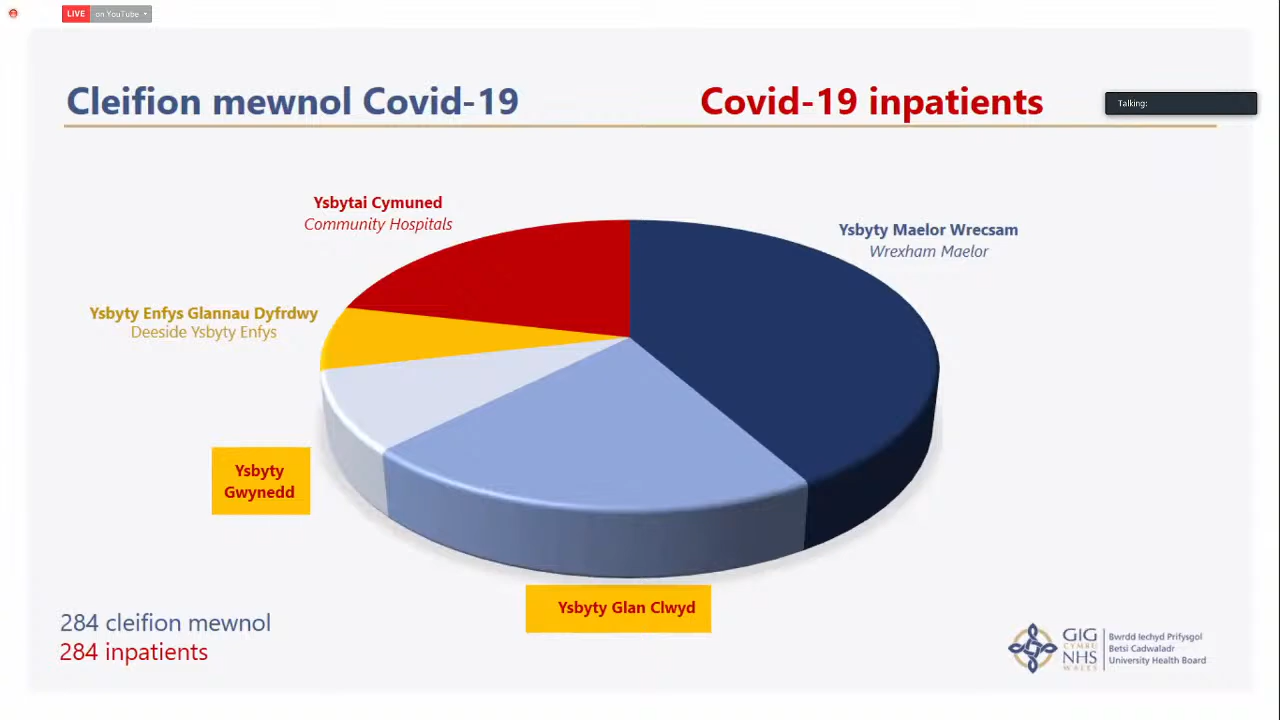 LIVE on YouTube
Cleifion mewnol Covid-19
Covid-19 inpatients
Talking:
Ysbytai Cymuned
Community Hospitals
Ysbyty Maelor Wrecsam
Wrexham Maelor
Ysbyty Enfys Glannau Dyfrdwy
Deeside Ysbyty Enfys
Ysbyty
Gwynedd
Ysbyty Glan Clwyd
284 cleifion mewnol
284 inpatients
GIG
CYMRU
NHS
WALES
Bwrdd Iechyd Prifysgol
Betsi Cadwaladr
University Health Board